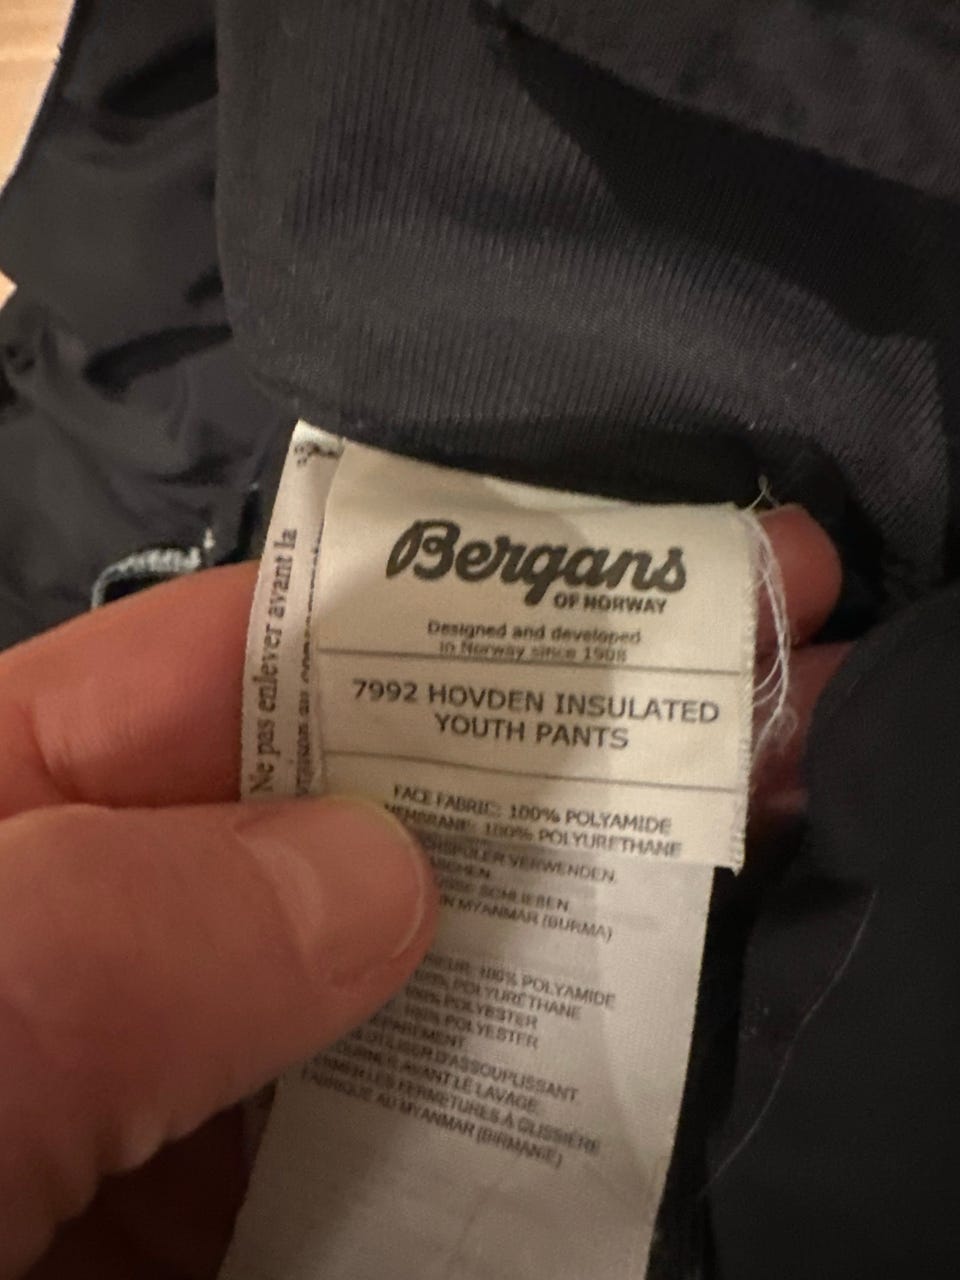 Bergans
OF NORWAY
Designed and developed
in Norway since 1908
7992 HOVDEN INSULATED
YOUTH PANTS
FACE FABRIC: 100% POLYAMIDE
MEMBRANE: 100% POLYURETHANE
VERWENDEN.
SCHLIEßEN
IN MYANMAR (BURMA)
100% POLYAMIDE
POLYURETHANE
100% POLYESTER
100% POLYESTER
UTILISER D'ASSOUPLISSANT
AVANT LE LAVAGE
FERMER LES FERMETURES À GLISSIÈRE
FABRIQUÉ AU MYANMAR (BIRMANIE)
Ne pas enlever avant la